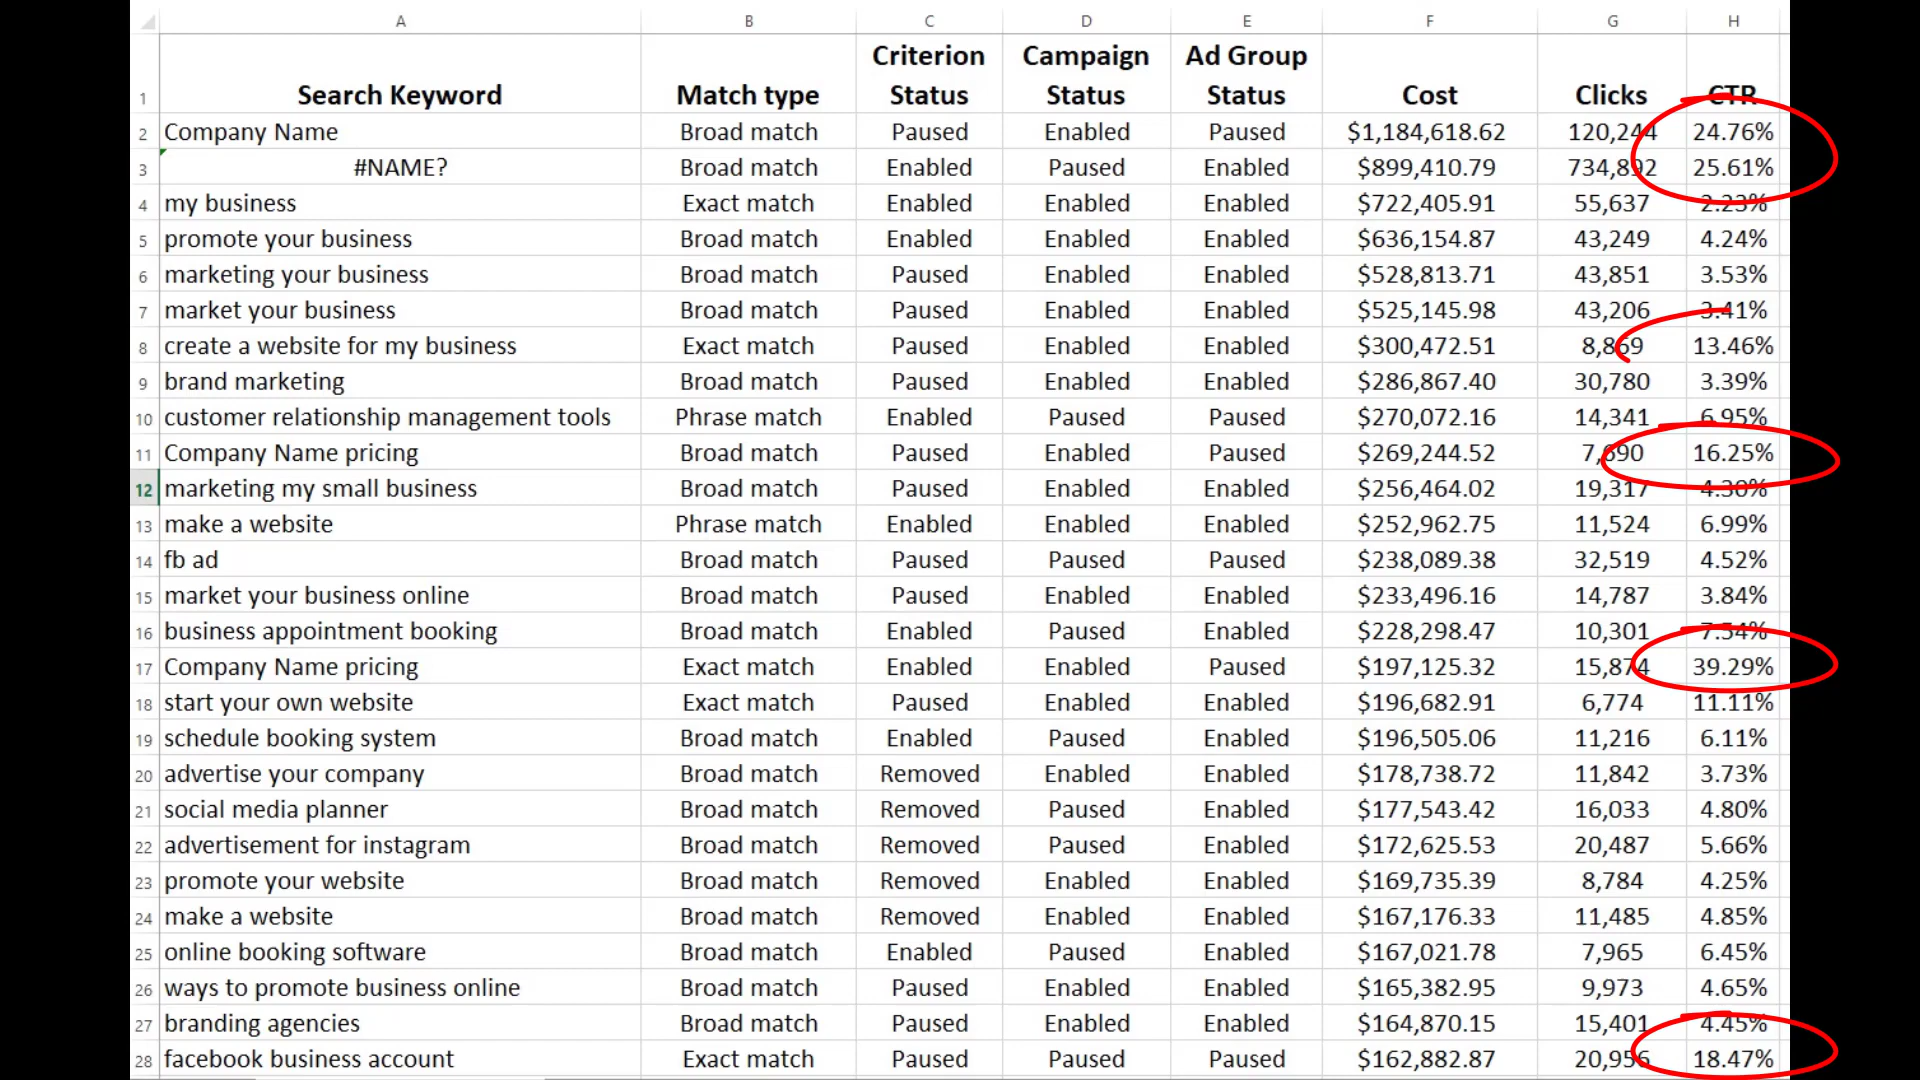 A B C D E F G H
1 Search Keyword Match type Criterion Status Campaign Status Ad Group Status Cost Clicks CTR
2 Company Name Broad match Paused Enabled Paused $1,184,618.62 120,244 24.76%
3 #NAME? Broad match Enabled Paused Enabled $899,410.79 734,892 25.61%
4 my business Exact match Enabled Enabled Enabled $722,405.91 55,637 2.23%
5 promote your business Broad match Enabled Enabled Enabled $636,154.87 43,249 4.24%
6 marketing your business Broad match Paused Enabled Enabled $528,813.71 43,851 3.53%
7 market your business Broad match Paused Enabled Enabled $525,145.98 43,206 3.41%
8 create a website for my business Exact match Paused Enabled Enabled $300,472.51 8,869 13.46%
9 brand marketing Broad match Paused Enabled Enabled $286,867.40 30,780 3.39%
10 customer relationship management tools Phrase match Enabled Paused Paused $270,072.16 14,341 6.95%
11 Company Name pricing Broad match Paused Enabled Paused $269,244.52 7,690 16.25%
12 marketing my small business Broad match Paused Enabled Enabled $256,464.02 19,317 4.30%
13 make a website Phrase match Enabled Enabled Enabled $252,962.75 11,524 6.99%
14 fb ad Broad match Paused Paused Paused $238,089.38 32,519 4.52%
15 market your business online Broad match Paused Enabled Enabled $233,496.16 14,787 3.84%
16 business appointment booking Broad match Enabled Paused Enabled $228,298.47 10,301 7.54%
17 Company Name pricing Exact match Enabled Enabled Paused $197,125.32 15,874 39.29%
18 start your own website Exact match Paused Enabled Enabled $196,682.91 6,774 11.11%
19 schedule booking system Broad match Enabled Paused Enabled $196,505.06 11,216 6.11%
20 advertise your company Broad match Removed Enabled Enabled $178,738.72 11,842 3.73%
21 social media planner Broad match Removed Paused Enabled $177,543.42 16,033 4.80%
22 advertisement for instagram Broad match Removed Paused Enabled $172,625.53 20,487 5.66%
23 promote your website Broad match Removed Enabled Enabled $169,735.39 8,784 4.25%
24 make a website Broad match Removed Enabled Enabled $167,176.33 11,485 4.85%
25 online booking software Broad match Enabled Paused Enabled $167,021.78 7,965 6.45%
26 ways to promote business online Broad match Paused Enabled Enabled $165,382.95 9,973 4.65%
27 branding agencies Broad match Paused Enabled Enabled $164,870.15 15,401 4.45%
28 facebook business account Exact match Paused Paused Paused $162,882.87 20,956 18.47%